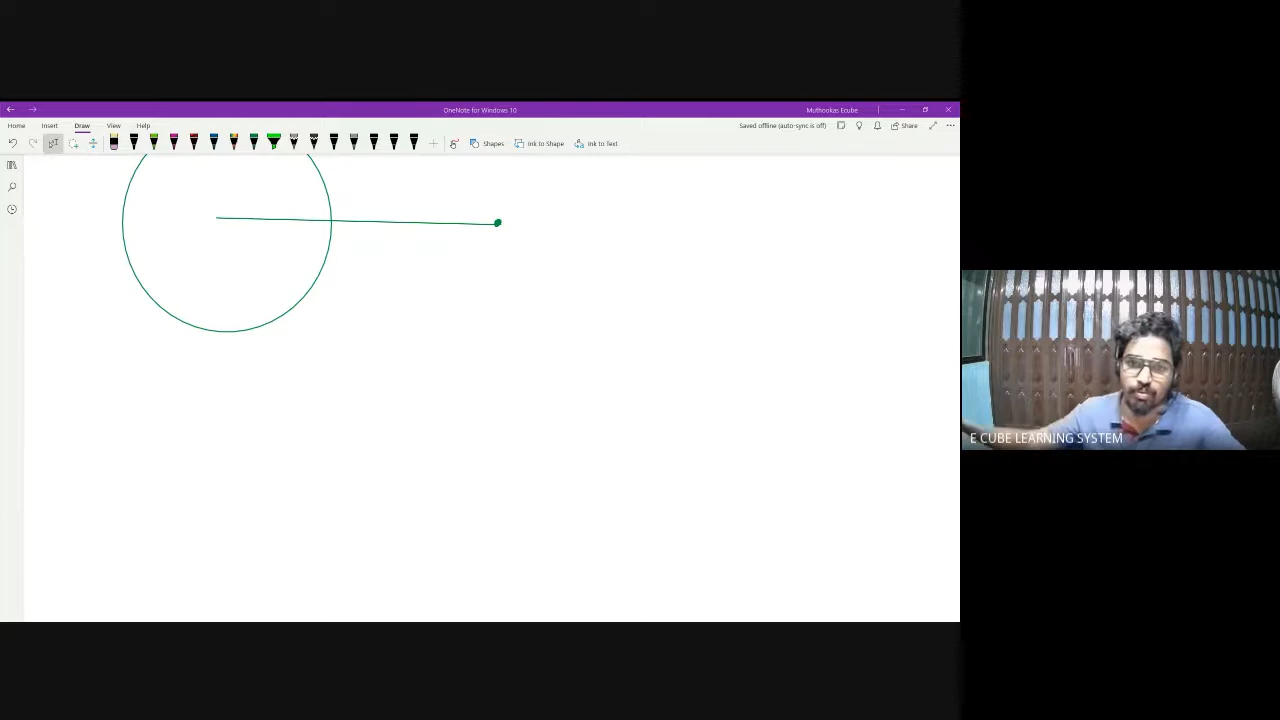 OneNote for Windows 10
Muthookas Ecube
Home Insert Draw View Help
Saved offline (auto-sync is off)
Share
Shapes
Ink to Shape
Ink to Text
E CUBE LEARNING SYSTEM